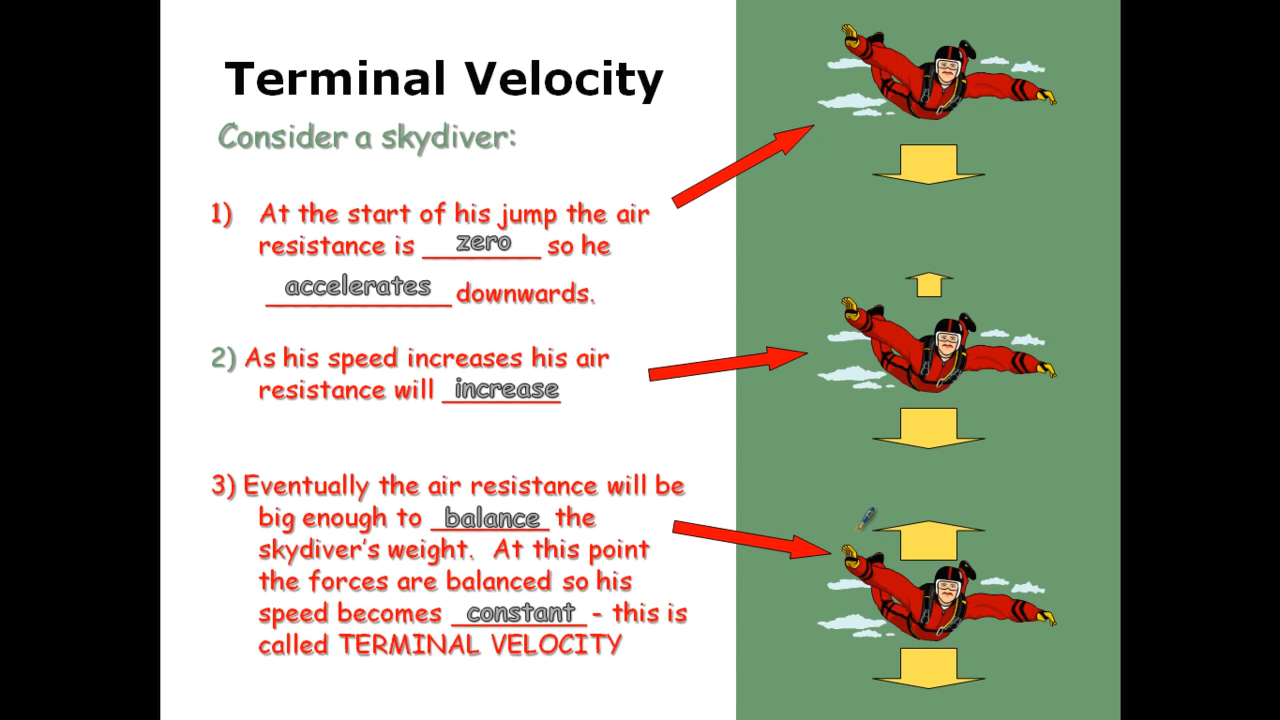 Terminal Velocity
Consider a skydiver:
1) At the start of his jump the air
resistance is zero so he
accelerates downwards.
2) As his speed increases his air
resistance will increase
3) Eventually the air resistance will be
big enough to balance the
skydiver's weight. At this point
the forces are balanced so his
speed becomes constant - this is
called TERMINAL VELOCITY